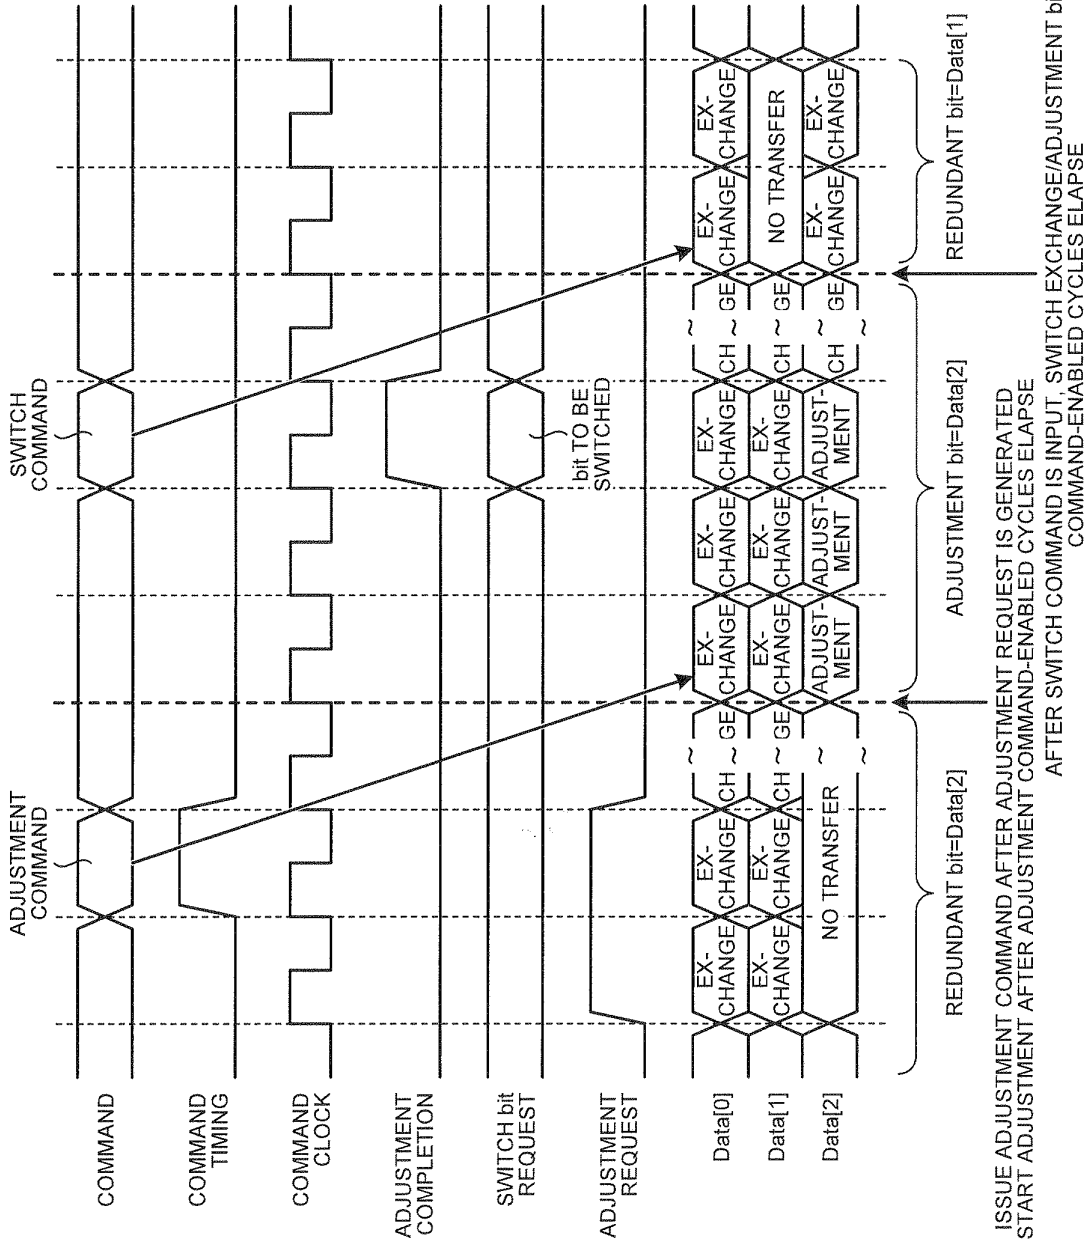 ADJUSTMENT
COMMAND
SWITCH
COMMAND
COMMAND
COMMAND
TIMING
COMMAND
CLOCK
ADJUSTMENT
COMPLETION
SWITCH bit
REQUEST
bit TO BE
SWITCHED
ADJUSTMENT
REQUEST
Data[0]
EX-
CHANGE
EX-
CHANGE
CH ~ GE
EX-
CHANGE
EX-
CHANGE
EX-
CHANGE
CH ~ GE
EX-
CHANGE
EX-
CHANGE
Data[1]
EX-
CHANGE
EX-
CHANGE
CH ~ GE
EX-
CHANGE
EX-
CHANGE
EX-
CHANGE
CH ~ GE
NO TRANSFER
Data[2]
NO TRANSFER
ADJUST-
MENT
ADJUST-
MENT
ADJUST-
MENT
CH ~ GE
EX-
CHANGE
EX-
CHANGE
REDUNDANT bit=Data[2]
ADJUSTMENT bit=Data[2]
REDUNDANT bit=Data[1]
ISSUE ADJUSTMENT COMMAND AFTER ADJUSTMENT REQUEST IS GENERATED
START ADJUSTMENT AFTER ADJUSTMENT COMMAND-ENABLED CYCLES ELAPSE
AFTER SWITCH COMMAND IS INPUT, SWITCH EXCHANGE/ADJUSTMENT bi
COMMAND-ENABLED CYCLES ELAPSE